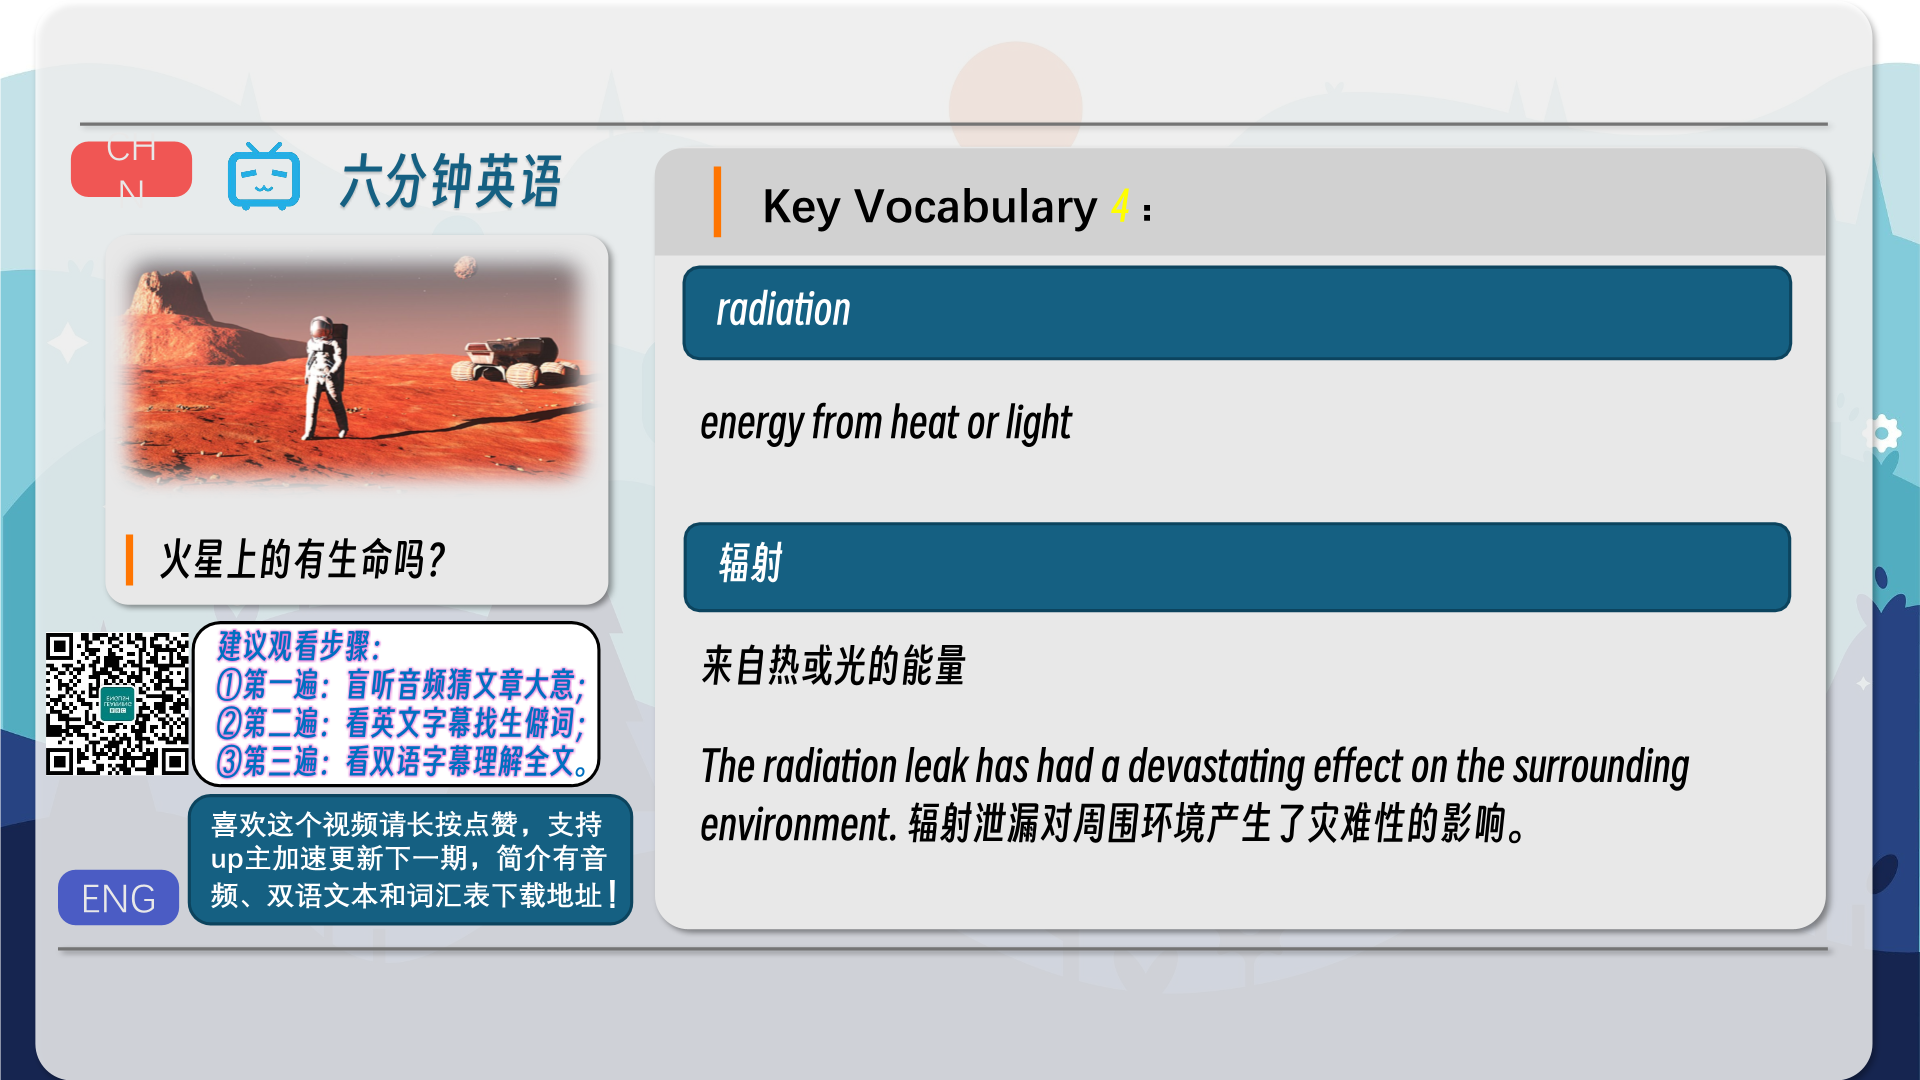 CH
N
六分钟英语
火星上的有生命吗?
建议观看步骤:
①第一遍：盲听音频猜文章大意;
②第二遍：看英文字幕找生僻词;
③第三遍：看双语字幕理解全文。
喜欢这个视频请长按点赞，支持
up主加速更新下一期，简介有音
频、双语文本和词汇表下载地址！
ENG
Key Vocabulary 4：
radiation
energy from heat or light
辐射
来自热或光的能量
The radiation leak has had a devastating effect on the surrounding
environment. 辐射泄漏对周围环境产生了灾难性的影响。